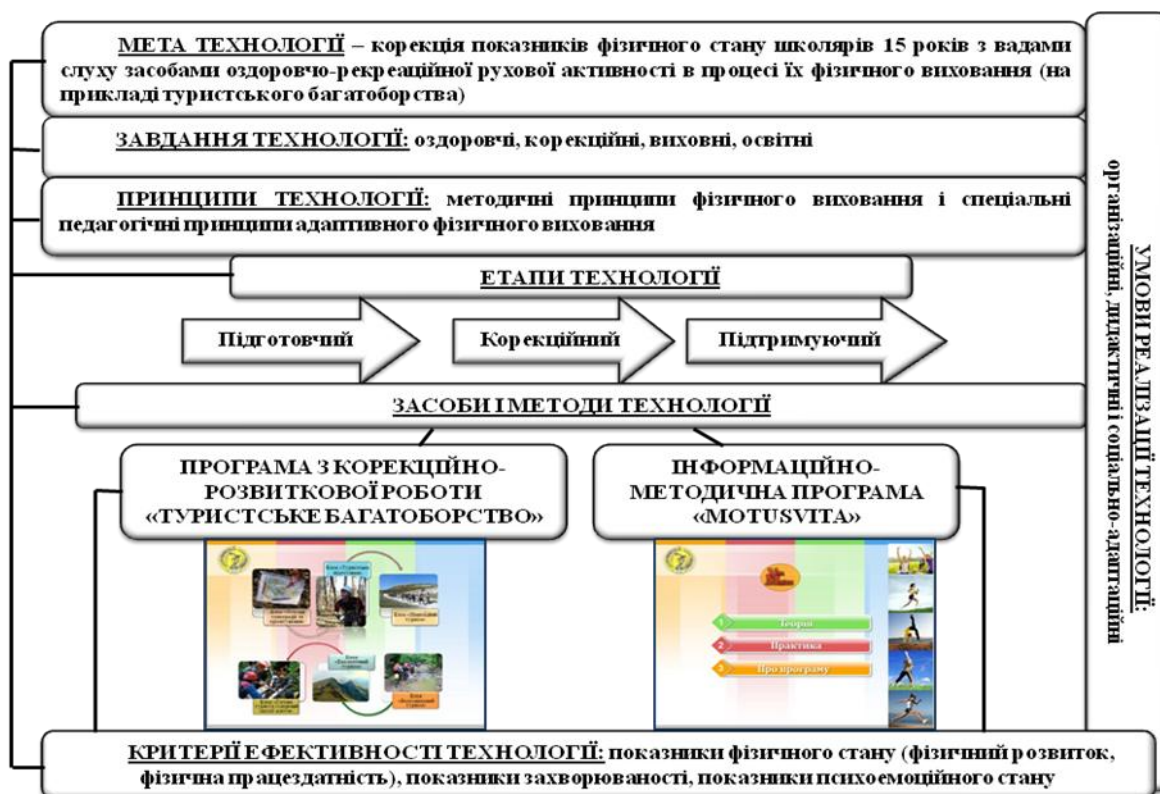 МЕТА ТЕХНОЛОГІЇ – корекція показників фізичного стану школярів 15 років з вадами
слуху засобами оздоровчо-рекреаційної рухової активності в процесі їх фізичного виховання (на
прикладі туристського багатоборства)
ЗАВДАННЯ ТЕХНОЛОГІЇ: оздоровчі, корекційні, виховні, освітні
ПРИНЦИПИ ТЕХНОЛОГІЇ: методичні принципи фізичного виховання і спеціальні
педагогічні принципи адаптивного фізичного виховання
ЕТАПИ ТЕХНОЛОГІЇ
Підготовчий
Корекційний
Підтримуючий
ЗАСОБИ І МЕТОДИ ТЕХНОЛОГІЇ
ПРОГРАМА З КОРЕКЦІЙНО-
РОЗВИТКОВОЇ РОБОТИ
«ТУРИСТСЬКЕ БАГАТОБОРСТВО»
ІНФОРМАЦІЙНО-
МЕТОДИЧНА ПРОГРАМА
«MOTUSVITA»
1 Теорія
2 Практика
3 Про програму
КРИТЕРІЇ ЕФЕКТИВНОСТІ ТЕХНОЛОГІЇ: показники фізичного стану (фізичний розвиток,
фізична працездатність), показники захворюваності, показники психоемоційного стану
УМОВИ РЕАЛІЗАЦІЇ ТЕХНОЛОГІЇ:
організаційні, дидактичні і соціально-адаптаційні